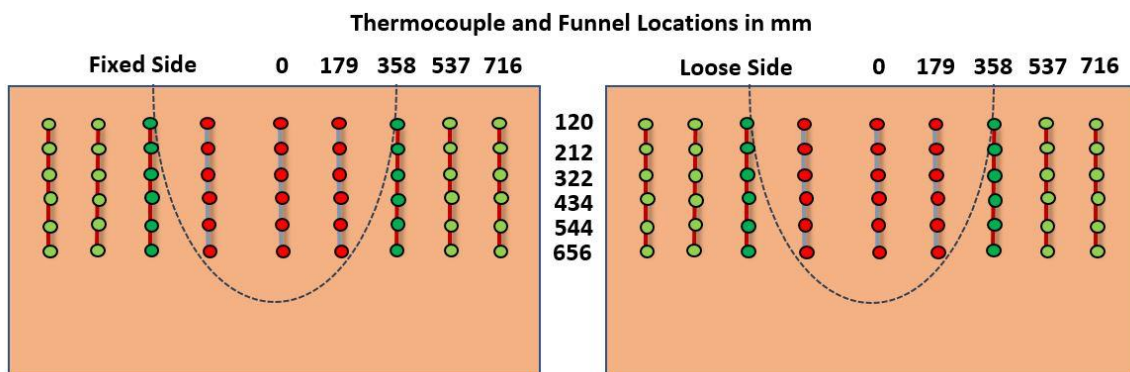 Thermocouple and Funnel Locations in mm
Fixed Side 0 179 358 537 716
Loose Side 0 179 358 537 716
120
212
322
434
544
656